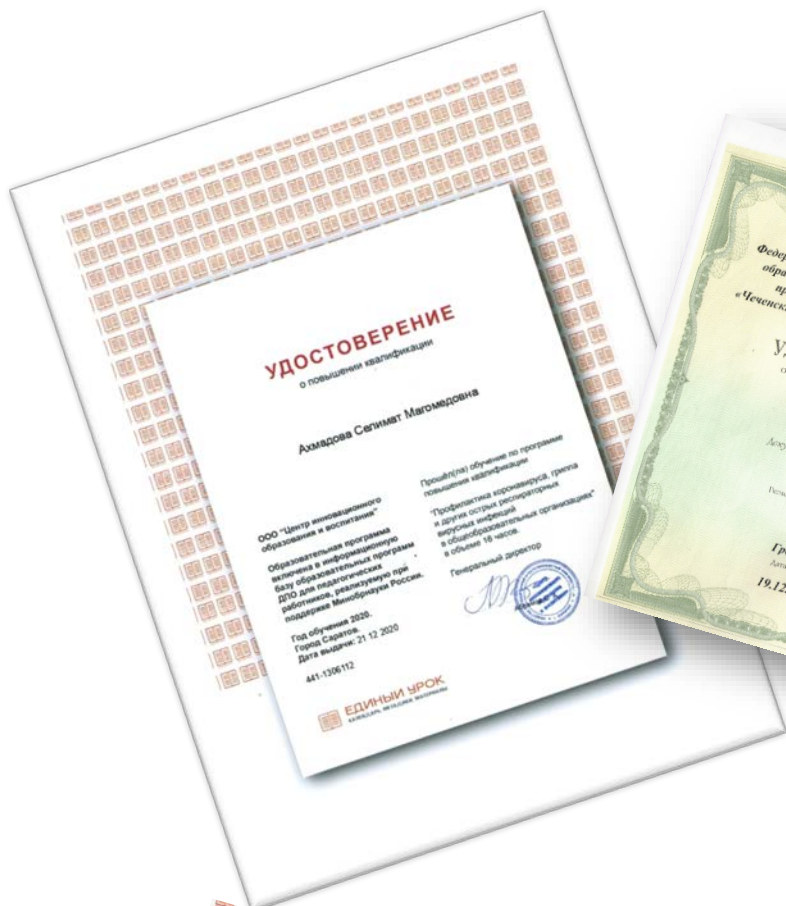 УДОСТОВЕРЕНИЕ
о повышении квалификации
Ахмадова Селимат Магомедовна
ООО "Центр инновационного
образования и воспитания"
Образовательная программа
включена в информационную
базу образовательных программ
ДПО для педагогических
работников, реализуемую при
поддержке Минобрнауки России.
Год обучения 2020.
Город Саратов.
Дата выдачи: 21 12 2020
441-1306112
Прошёл(ла) обучение по программе
повышения квалификации
"Профилактика коронавируса, гриппа
и других острых респираторных
вирусных инфекций
в общеобразовательных организациях"
в объеме 16 часов.
Генеральный директор
ЕДИНЫЙ УРОК
Федер
обра
«Ченск
19.12